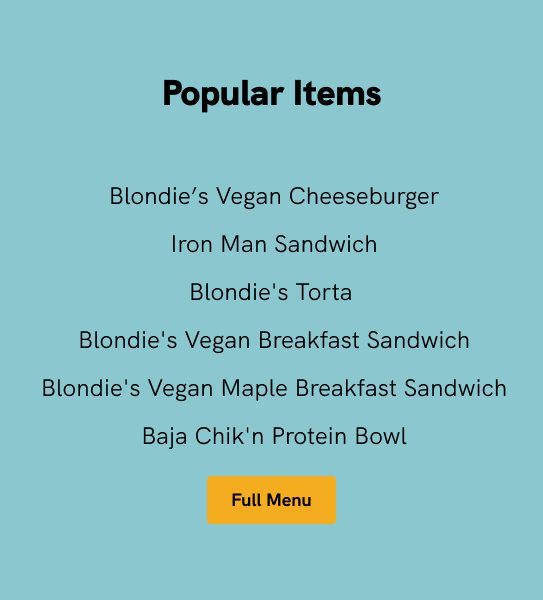 Popular Items
Blondie’s Vegan Cheeseburger
Iron Man Sandwich
Blondie's Torta
Blondie's Vegan Breakfast Sandwich
Blondie's Vegan Maple Breakfast Sandwich
Baja Chik'n Protein Bowl
Full Menu